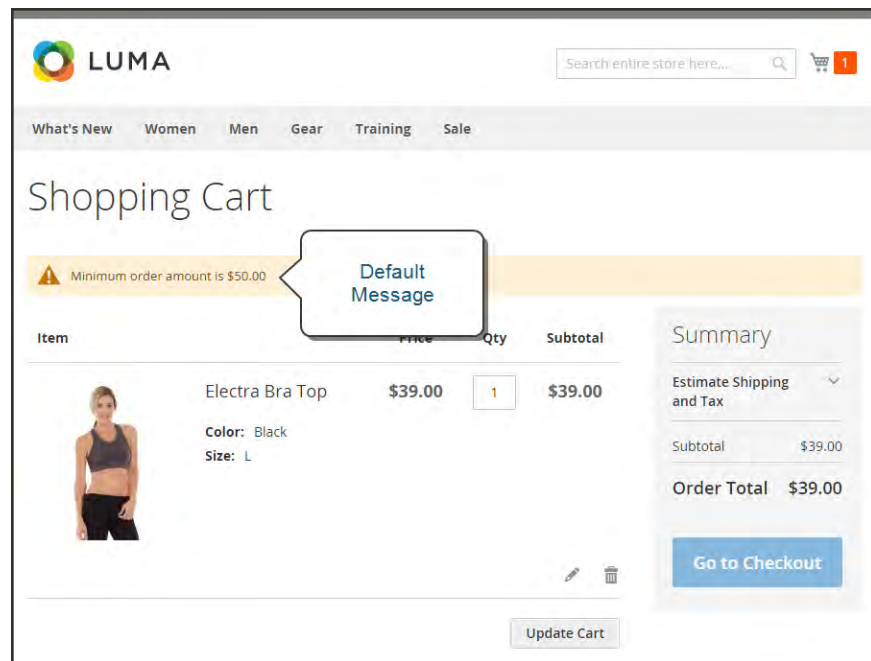 LUMA
Search entire store here...
1
What's New Women Men Gear Training Sale
Shopping Cart
Minimum order amount is $50.00
Default
Message
Item Price Qty Subtotal
Electra Bra Top $39.00 1 $39.00
Color: Black
Size: L
Update Cart
Summary
Estimate Shipping
and Tax
Subtotal $39.00
Order Total $39.00
Go to Checkout